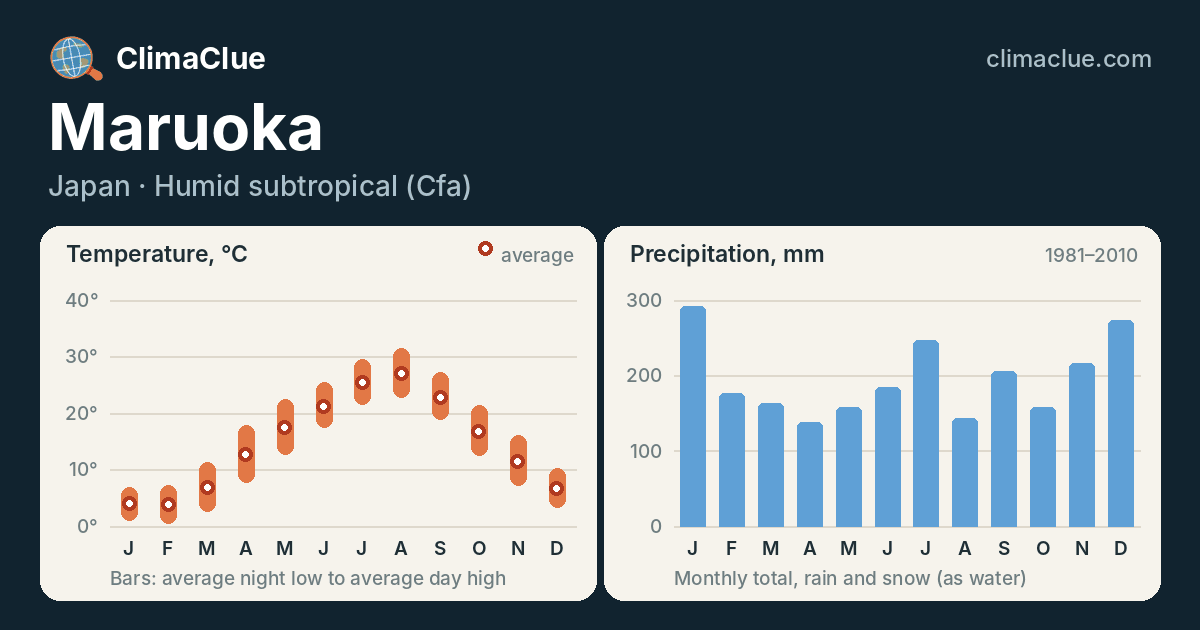 ClimaClue
climaclue.com
Maruoka
Japan · Humid subtropical (Cfa)
Temperature, °C
average
40°
30°
20°
10°
0°
J F M A M J J A S O N D
Bars: average night low to average day high
Precipitation, mm
1981–2010
300
200
100
0
J F M A M J J A S O N D
Monthly total, rain and snow (as water)